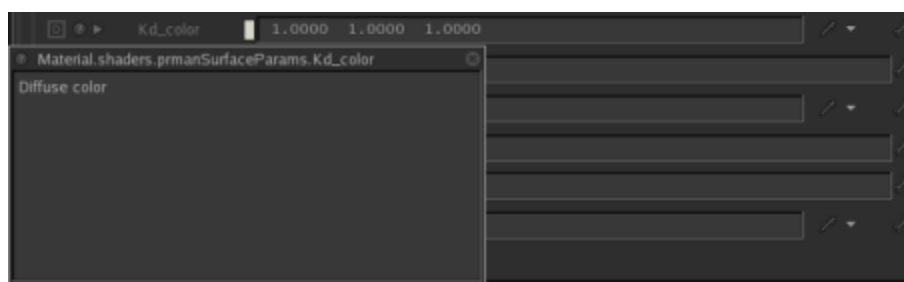 Kd_color 1.0000 1.0000 1.0000
Material.shaders.prmanSurfaceParams.Kd_color
Diffuse color